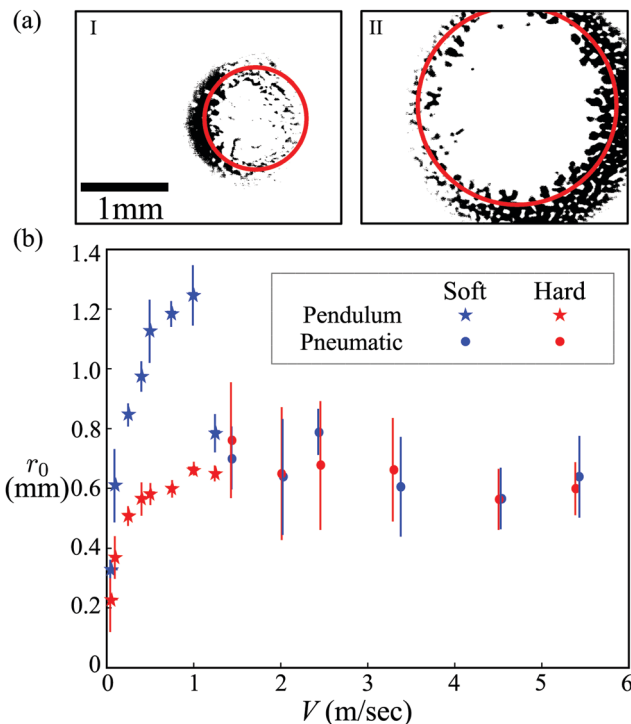 (a)
I
II
1mm
(b)
1.4
1.2
1.0
0.8
0.6
0.4
0.2
0
r₀
(mm)
Soft Hard
Pendulum
Pneumatic
0 1 2 3 4 5 6
V (m/sec)